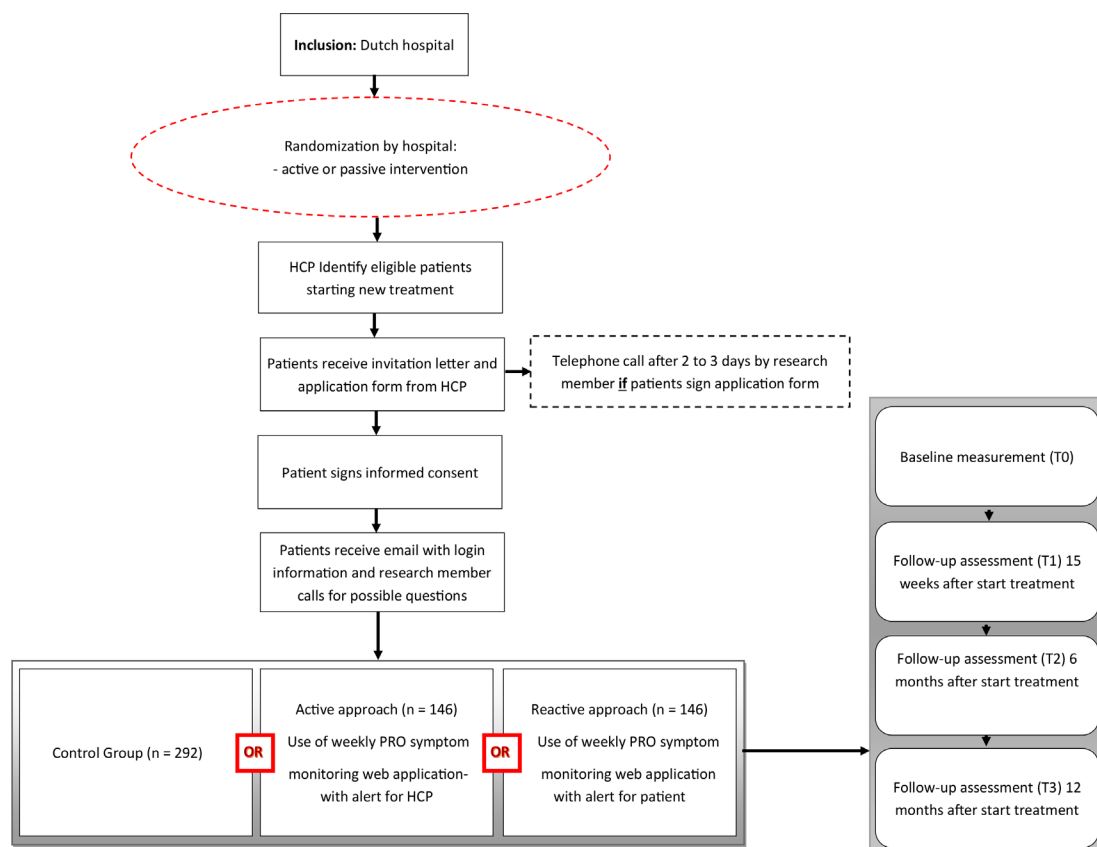 Inclusion: Dutch hospital
Randomization by hospital:
- active or passive intervention
HCP Identify eligible patients
starting new treatment
Patients receive invitation letter and
application form from HCP
Telephone call after 2 to 3 days by research
member if patients sign application form
Patient signs informed consent
Patients receive email with login
information and research member
calls for possible questions
Control Group (n = 292)
OR
Active approach (n = 146)
Use of weekly PRO symptom
monitoring web application-
with alert for HCP
OR
Reactive approach (n = 146)
Use of weekly PRO symptom
monitoring web application
with alert for patient
Baseline measurement (T0)
Follow-up assessment (T1) 15
weeks after start treatment
Follow-up assessment (T2) 6
months after start treatment
Follow-up assessment (T3) 12
months after start treatment